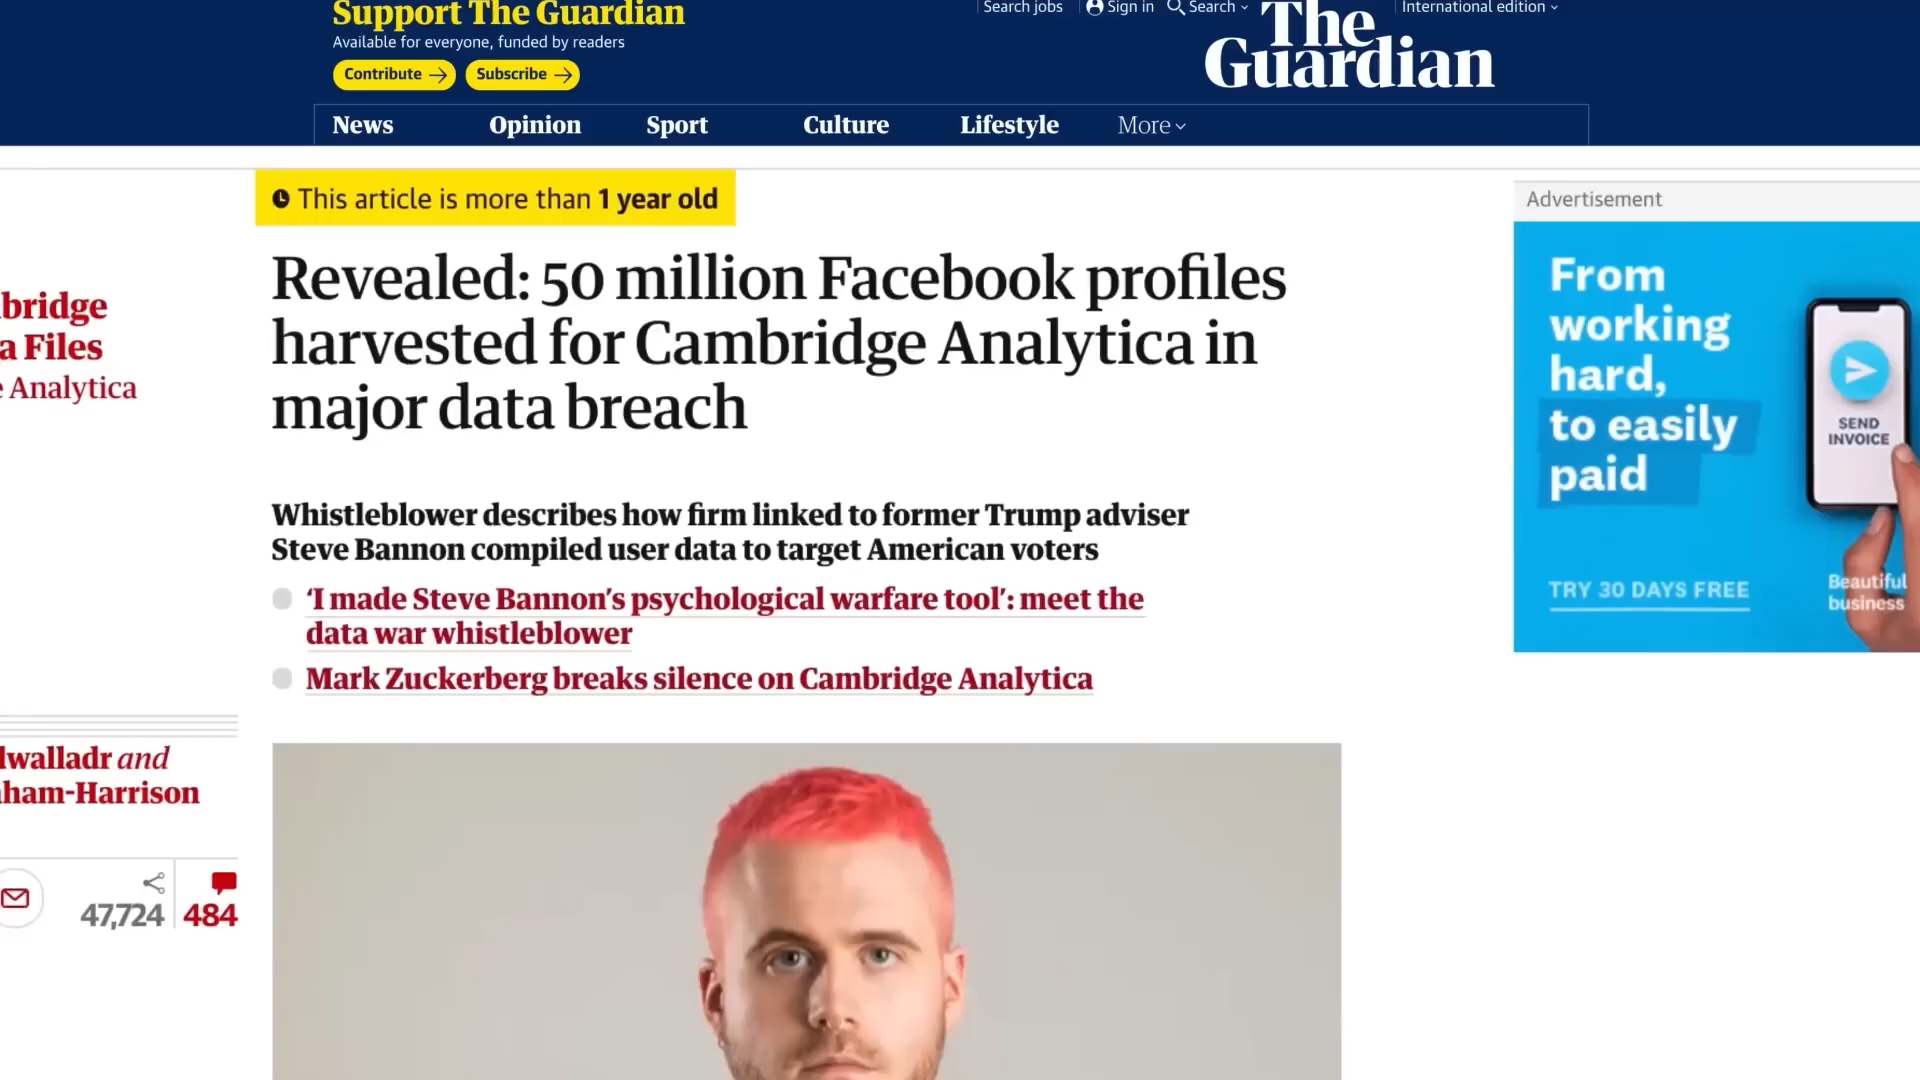 Support The Guardian
Available for everyone, funded by readers
Contribute
Subscribe
Search jobs
Sign in
Search
International edition
The
Guardian
News
Opinion
Sport
Culture
Lifestyle
More
This article is more than 1 year old
Revealed: 50 million Facebook profiles
harvested for Cambridge Analytica in
major data breach
Whistleblower describes how firm linked to former Trump adviser
Steve Bannon compiled user data to target American voters
‘I made Steve Bannon’s psychological warfare tool’: meet the
data war whistleblower
Mark Zuckerberg breaks silence on Cambridge Analytica
bridge
a Files
e Analytica
lwalladr and
ham-Harrison
47,724
484
Advertisement
From
working
hard,
to easily
paid
SEND
INVOICE
TRY 30 DAYS FREE
Beautiful
business